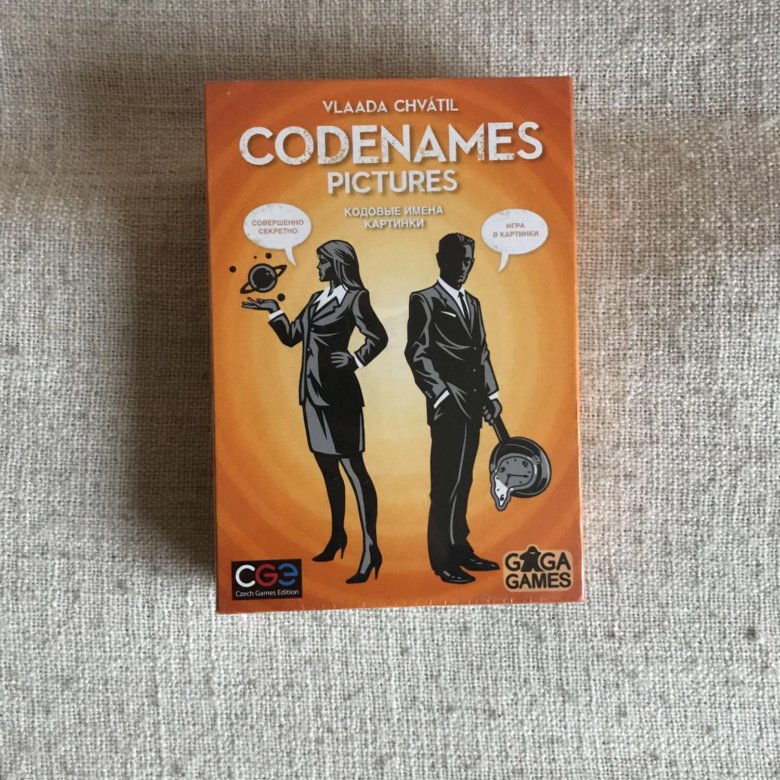 VLAADA CHVÁTIL
CODENAMES
PICTURES
КОДОВЫЕ ИМЕНА
КАРТИНКИ
СОВЕРШЕННО
СЕКРЕТНО
ИГРА
В КАРТИНКИ
CGE
Czech Games Edition
GAGA
GAMES